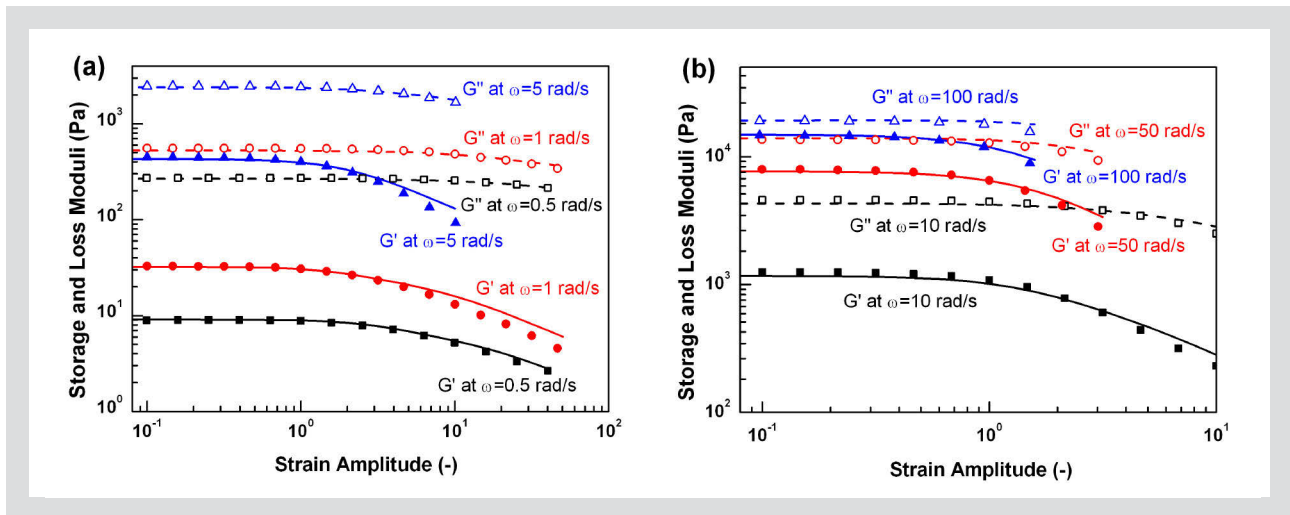 (a)
Storage and Loss Moduli (Pa)
10³
10²
10¹
10⁰
G'' at ω=5 rad/s
G'' at ω=1 rad/s
G'' at ω=0.5 rad/s
G' at ω=5 rad/s
G' at ω=1 rad/s
G' at ω=0.5 rad/s
10⁻¹ 10⁰ 10¹ 10²
Strain Amplitude (-)
(b)
Storage and Loss Moduli (Pa)
10⁴
10³
10²
G'' at ω=100 rad/s
G'' at ω=50 rad/s
G' at ω=100 rad/s
G'' at ω=10 rad/s
G' at ω=50 rad/s
G' at ω=10 rad/s
10⁻¹ 10⁰ 10¹
Strain Amplitude (-)